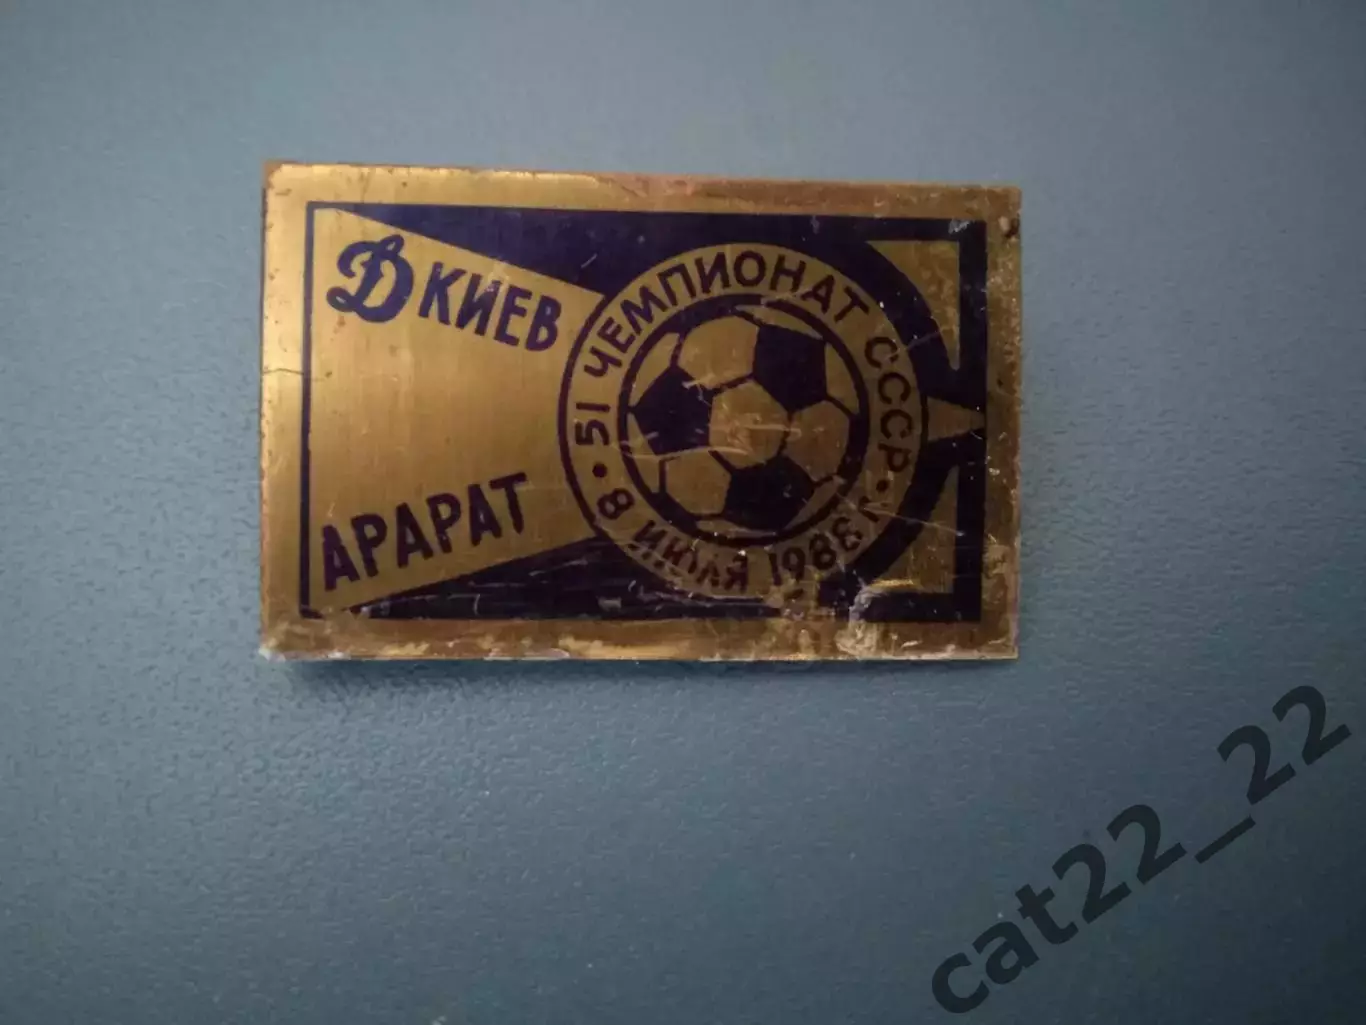 Д КИЕВ
АРАРАТ
51 ЧЕМПИОНАТ СССР
8 ИЮЛЯ 1988
cat22_22